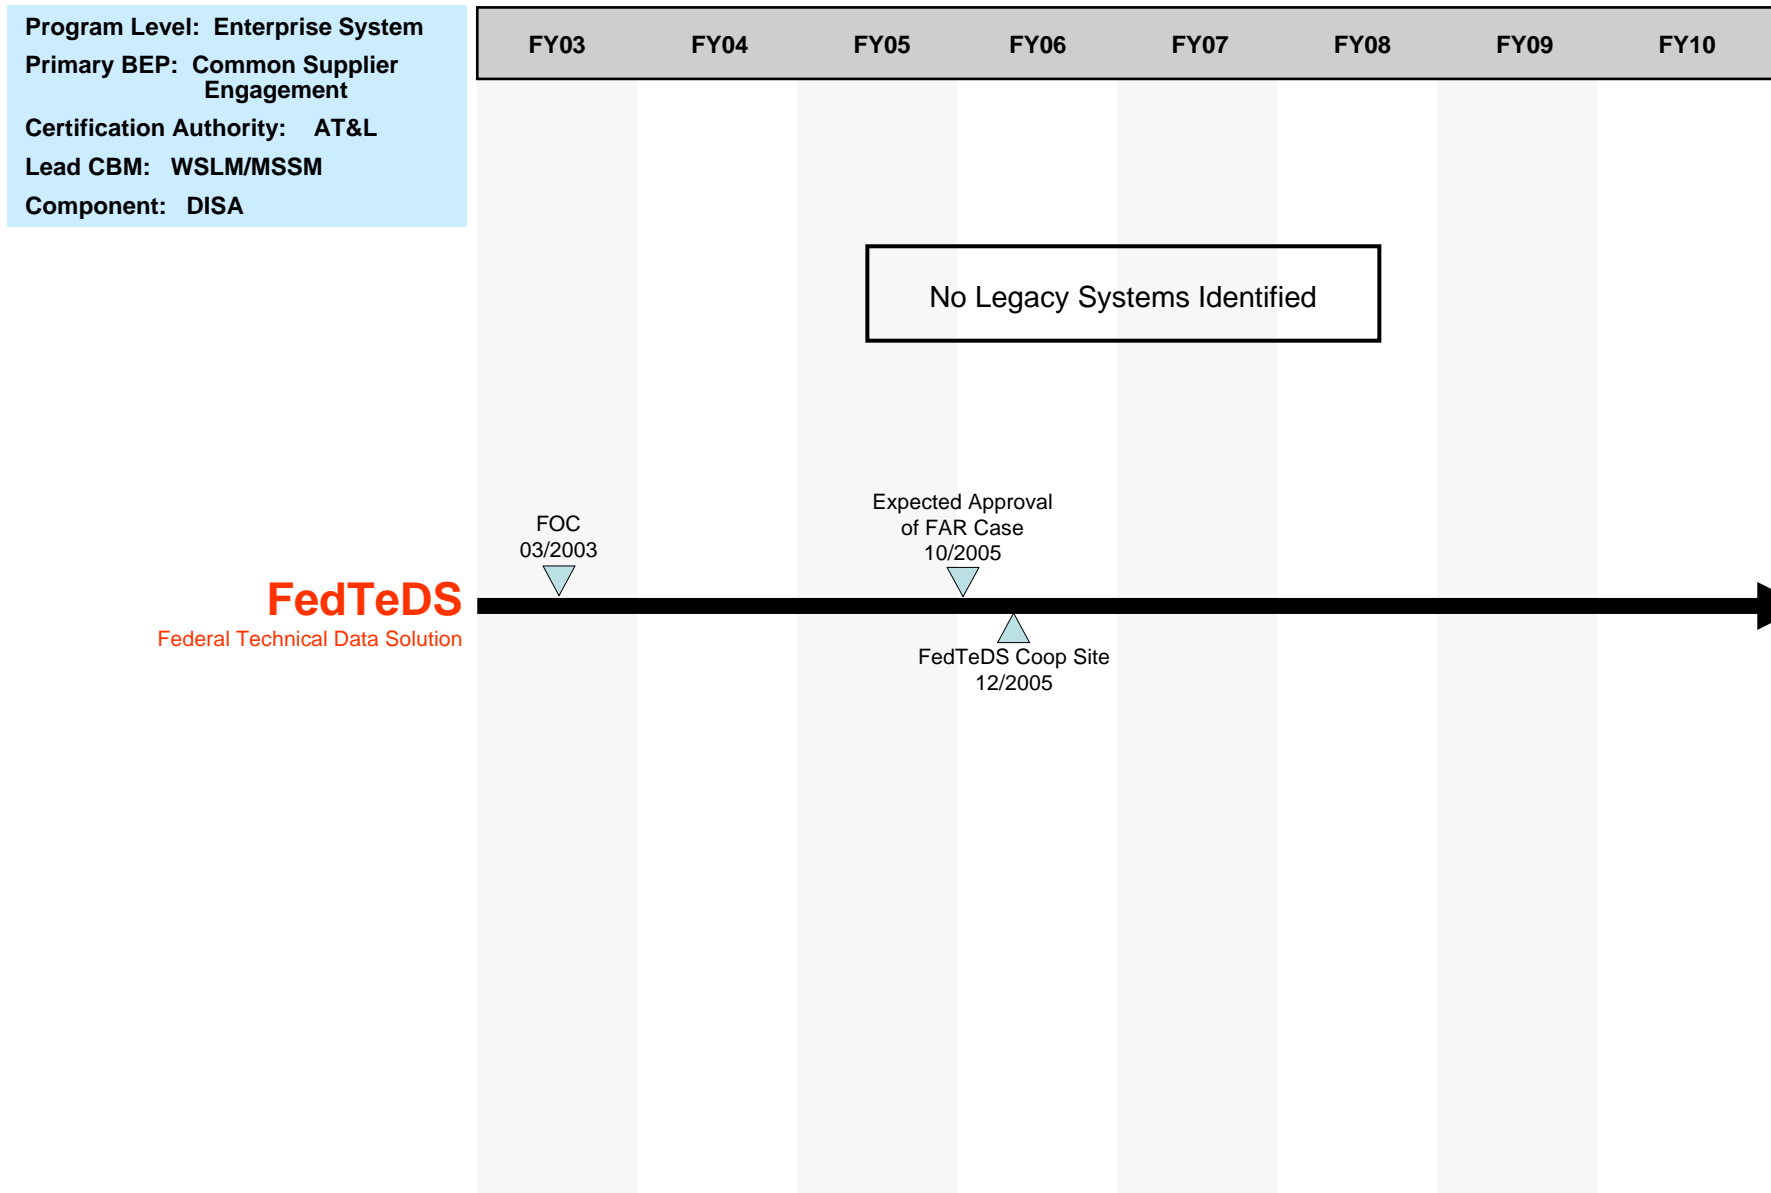 Program Level: Enterprise System
Primary BEP: Common Supplier
Engagement
Certification Authority: AT&L
Lead CBM: WSLM/MSSM
Component: DISA
FY03 FY04 FY05 FY06 FY07 FY08 FY09 FY10
No Legacy Systems Identified
Expected Approval
of FAR Case
10/2005
FOC
03/2003
FedTeDS
Federal Technical Data Solution
FedTeDS Coop Site
12/2005